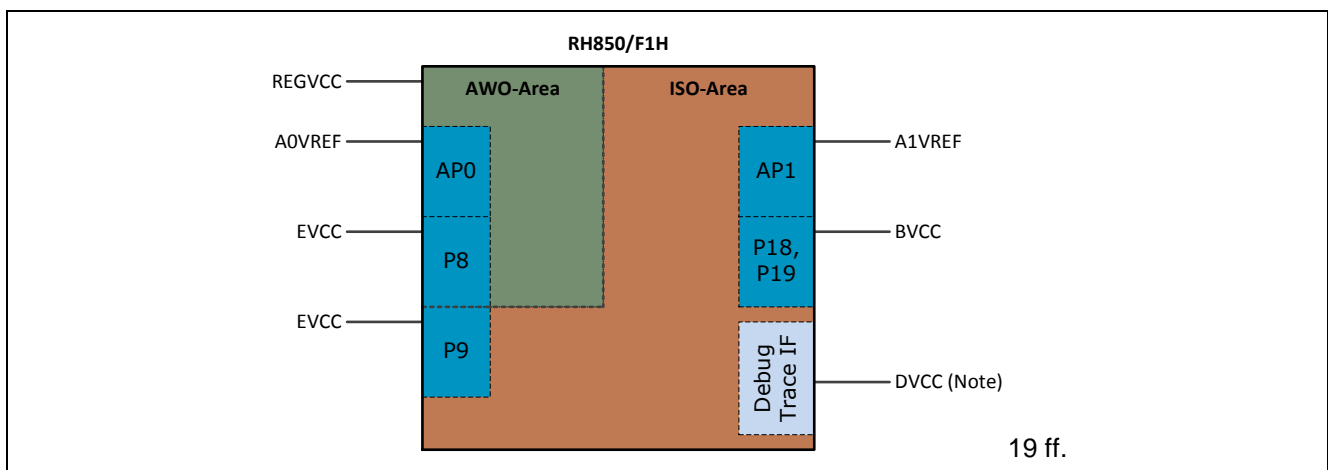 RH850/F1H
REGVCC
AWO-Area
ISO-Area
A0VREF
AP0
AP1
A1VREF
EVCC
P8
P18,
P19
BVCC
EVCC
P9
Debug
Trace IF
DVCC (Note)
19 ff.